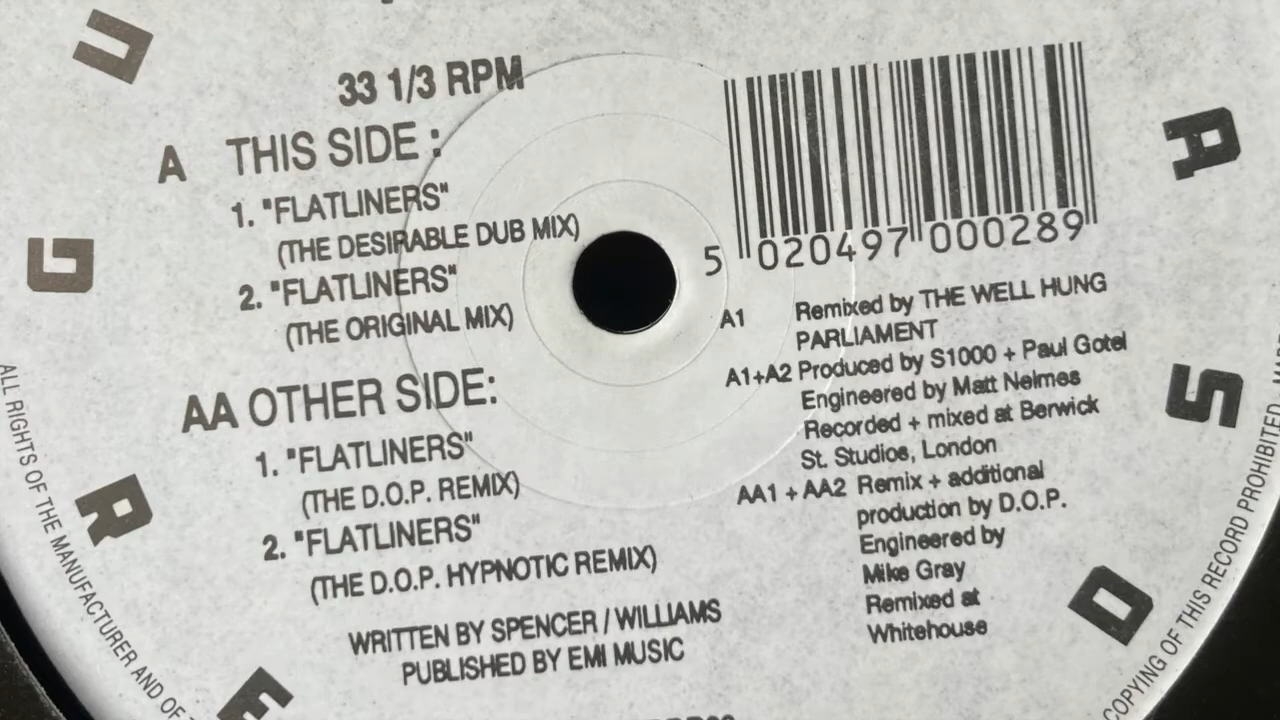 33 1/3 RPM
A THIS SIDE :
1. "FLATLINERS"
(THE DESIRABLE DUB MIX)
2. "FLATLINERS"
(THE ORIGINAL MIX)
AA OTHER SIDE:
1. "FLATLINERS"
(THE D.O.P. REMIX)
2. "FLATLINERS"
(THE D.O.P. HYPNOTIC REMIX)
WRITTEN BY SPENCER / WILLIAMS
PUBLISHED BY EMI MUSIC
5 020497 000289
A1 Remixed by THE WELL HUNG
PARLIAMENT
A1+A2 Produced by S1000 + Paul Gotel
Engineered by Matt Nelmes
Recorded + mixed at Berwick
St. Studios, London
AA1 + AA2 Remix + additional
production by D.O.P.
Engineered by
Mike Gray
Remixed at
Whitehouse
U
G
R
E
A
S
D
ALL RIGHTS OF THE MANUFACTURER AND OF
COPYING OF THIS RECORD PROHIBITED